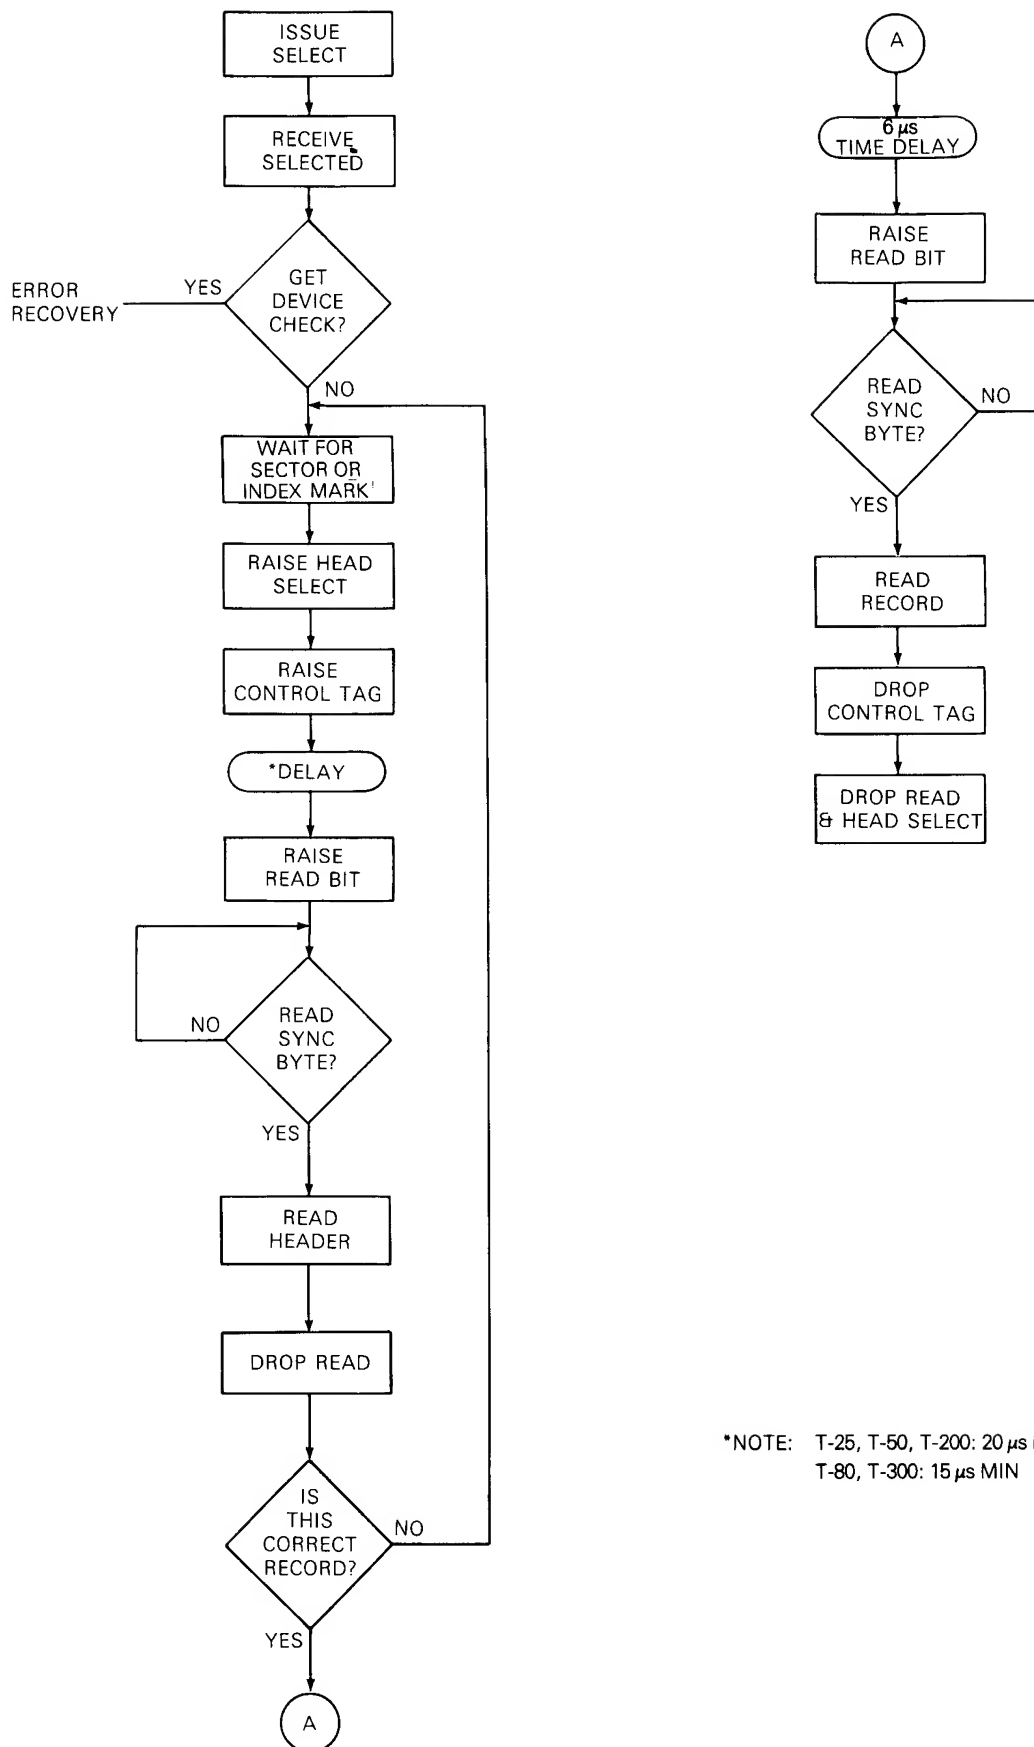 ISSUE
SELECT
RECEIVE
SELECTED
GET
DEVICE
CHECK?
YES
ERROR
RECOVERY
NO
WAIT FOR
SECTOR OR
INDEX MARK
RAISE HEAD
SELECT
RAISE
CONTROL TAG
*DELAY
RAISE
READ BIT
READ
SYNC
BYTE?
NO
YES
READ
HEADER
DROP READ
IS
THIS
CORRECT
RECORD?
NO
YES
A
A
6 µs
TIME DELAY
RAISE
READ BIT
READ
SYNC
BYTE?
NO
YES
READ
RECORD
DROP
CONTROL TAG
DROP READ
& HEAD SELECT
*NOTE: T-25, T-50, T-200: 20 µs
T-80, T-300: 15 µs MIN